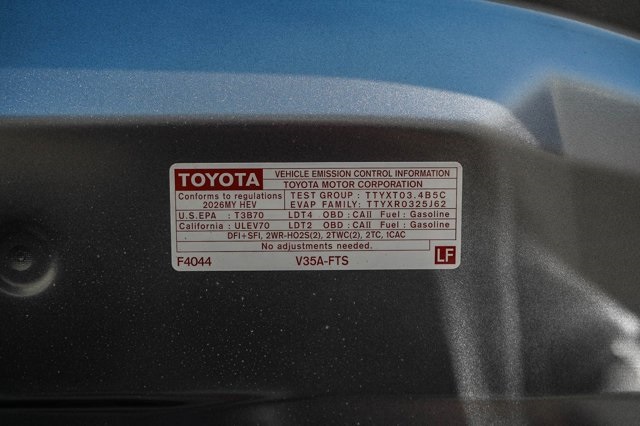 TOYOTA VEHICLE EMISSION CONTROL INFORMATION
TOYOTA MOTOR CORPORATION
Conforms to regulations TEST GROUP : TTYXT03.4B5C
2026MY HEV EVAP FAMILY: TTYXR0325J62
U.S.EPA : T3B70 LDT4 OBD : CAII Fuel : Gasoline
California : ULEV70 LDT2 OBD : CAII Fuel : Gasoline
DFI+SFI, 2WR-HO2S(2), 2TWC(2), 2TC, 1CAC
No adjustments needed.
F4044 V35A-FTS LF